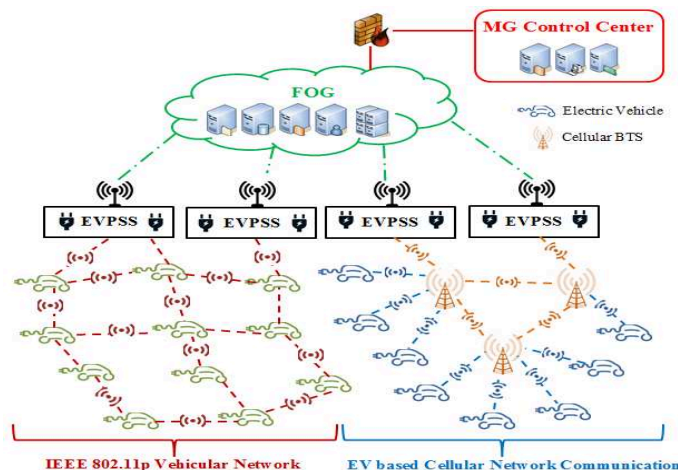 MG Control Center
FOG
Electric Vehicle
Cellular BTS
EVPSS
EVPSS
EVPSS
EVPSS
IEEE 802.11p Vehicular Network
EV based Cellular Network Communication